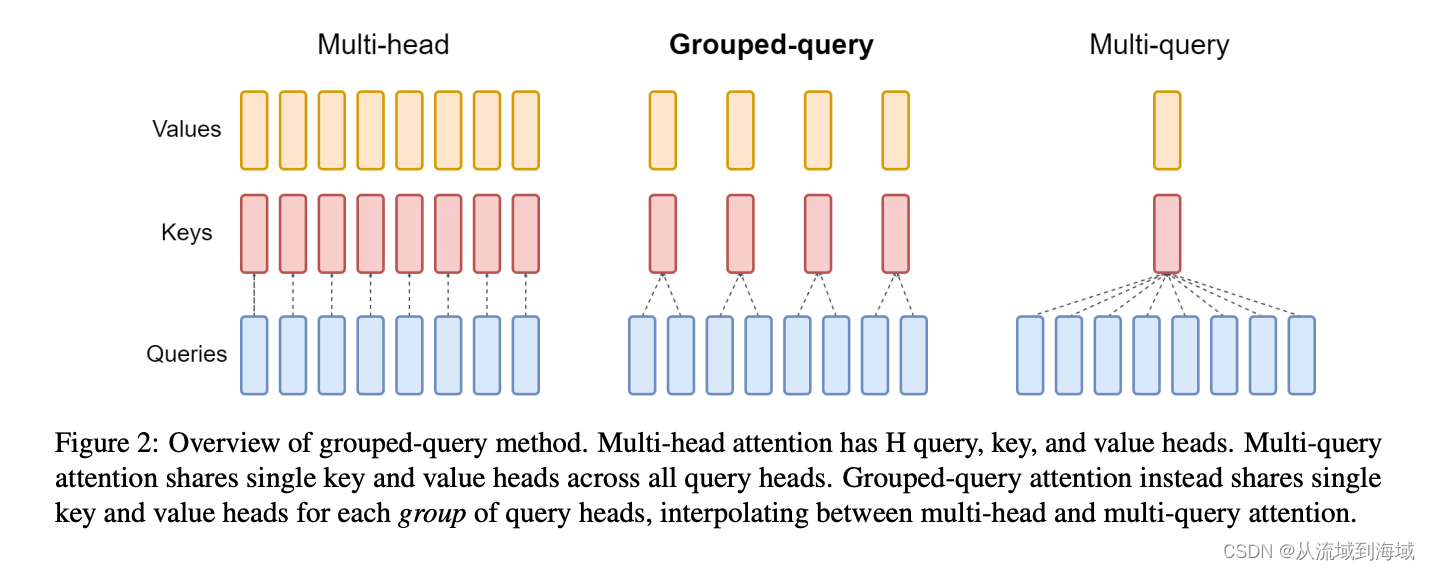 Multi-head
Grouped-query
Multi-query
Values
Keys
Queries
Figure 2: Overview of grouped-query method. Multi-head attention has H query, key, and value heads. Multi-query
attention shares single key and value heads across all query heads. Grouped-query attention instead shares single
key and value heads for each group of query heads, interpolating between multi-head and multi-query attention.
CSDN @从流域到海域